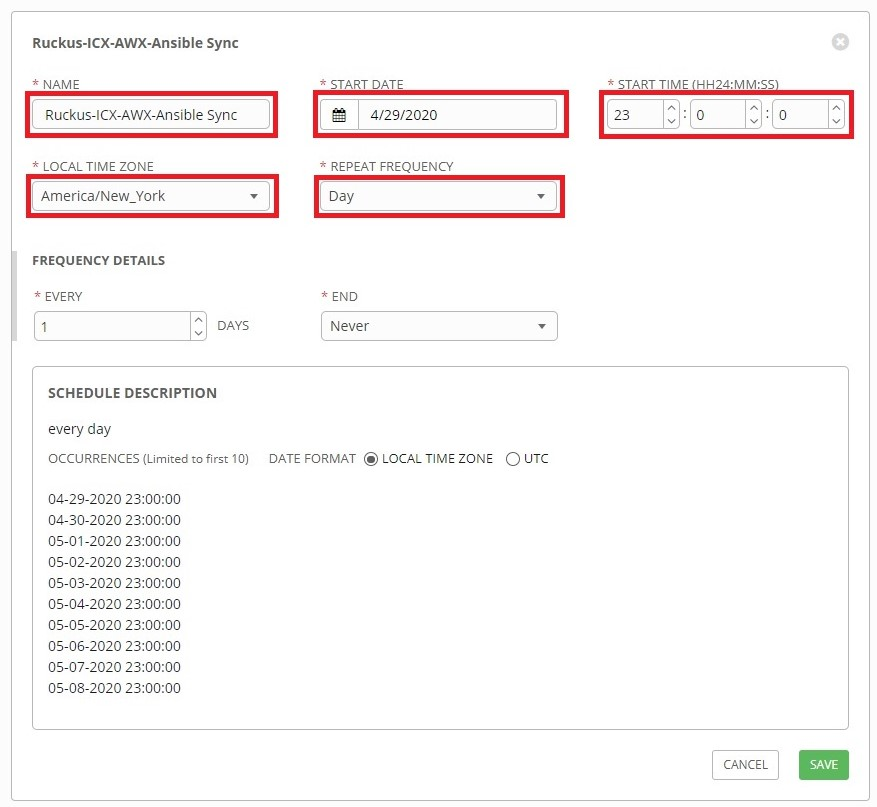 Ruckus-ICX-AWX-Ansible Sync
* NAME * START DATE * START TIME (HH24:MM:SS)
Ruckus-ICX-AWX-Ansible Sync 4/29/2020 23 : 0 : 0
* LOCAL TIME ZONE * REPEAT FREQUENCY
America/New_York Day
FREQUENCY DETAILS
* EVERY * END
1 DAYS Never
SCHEDULE DESCRIPTION
every day
OCCURRENCES (Limited to first 10) DATE FORMAT LOCAL TIME ZONE UTC
04-29-2020 23:00:00
04-30-2020 23:00:00
05-01-2020 23:00:00
05-02-2020 23:00:00
05-03-2020 23:00:00
05-04-2020 23:00:00
05-05-2020 23:00:00
05-06-2020 23:00:00
05-07-2020 23:00:00
05-08-2020 23:00:00
CANCEL SAVE